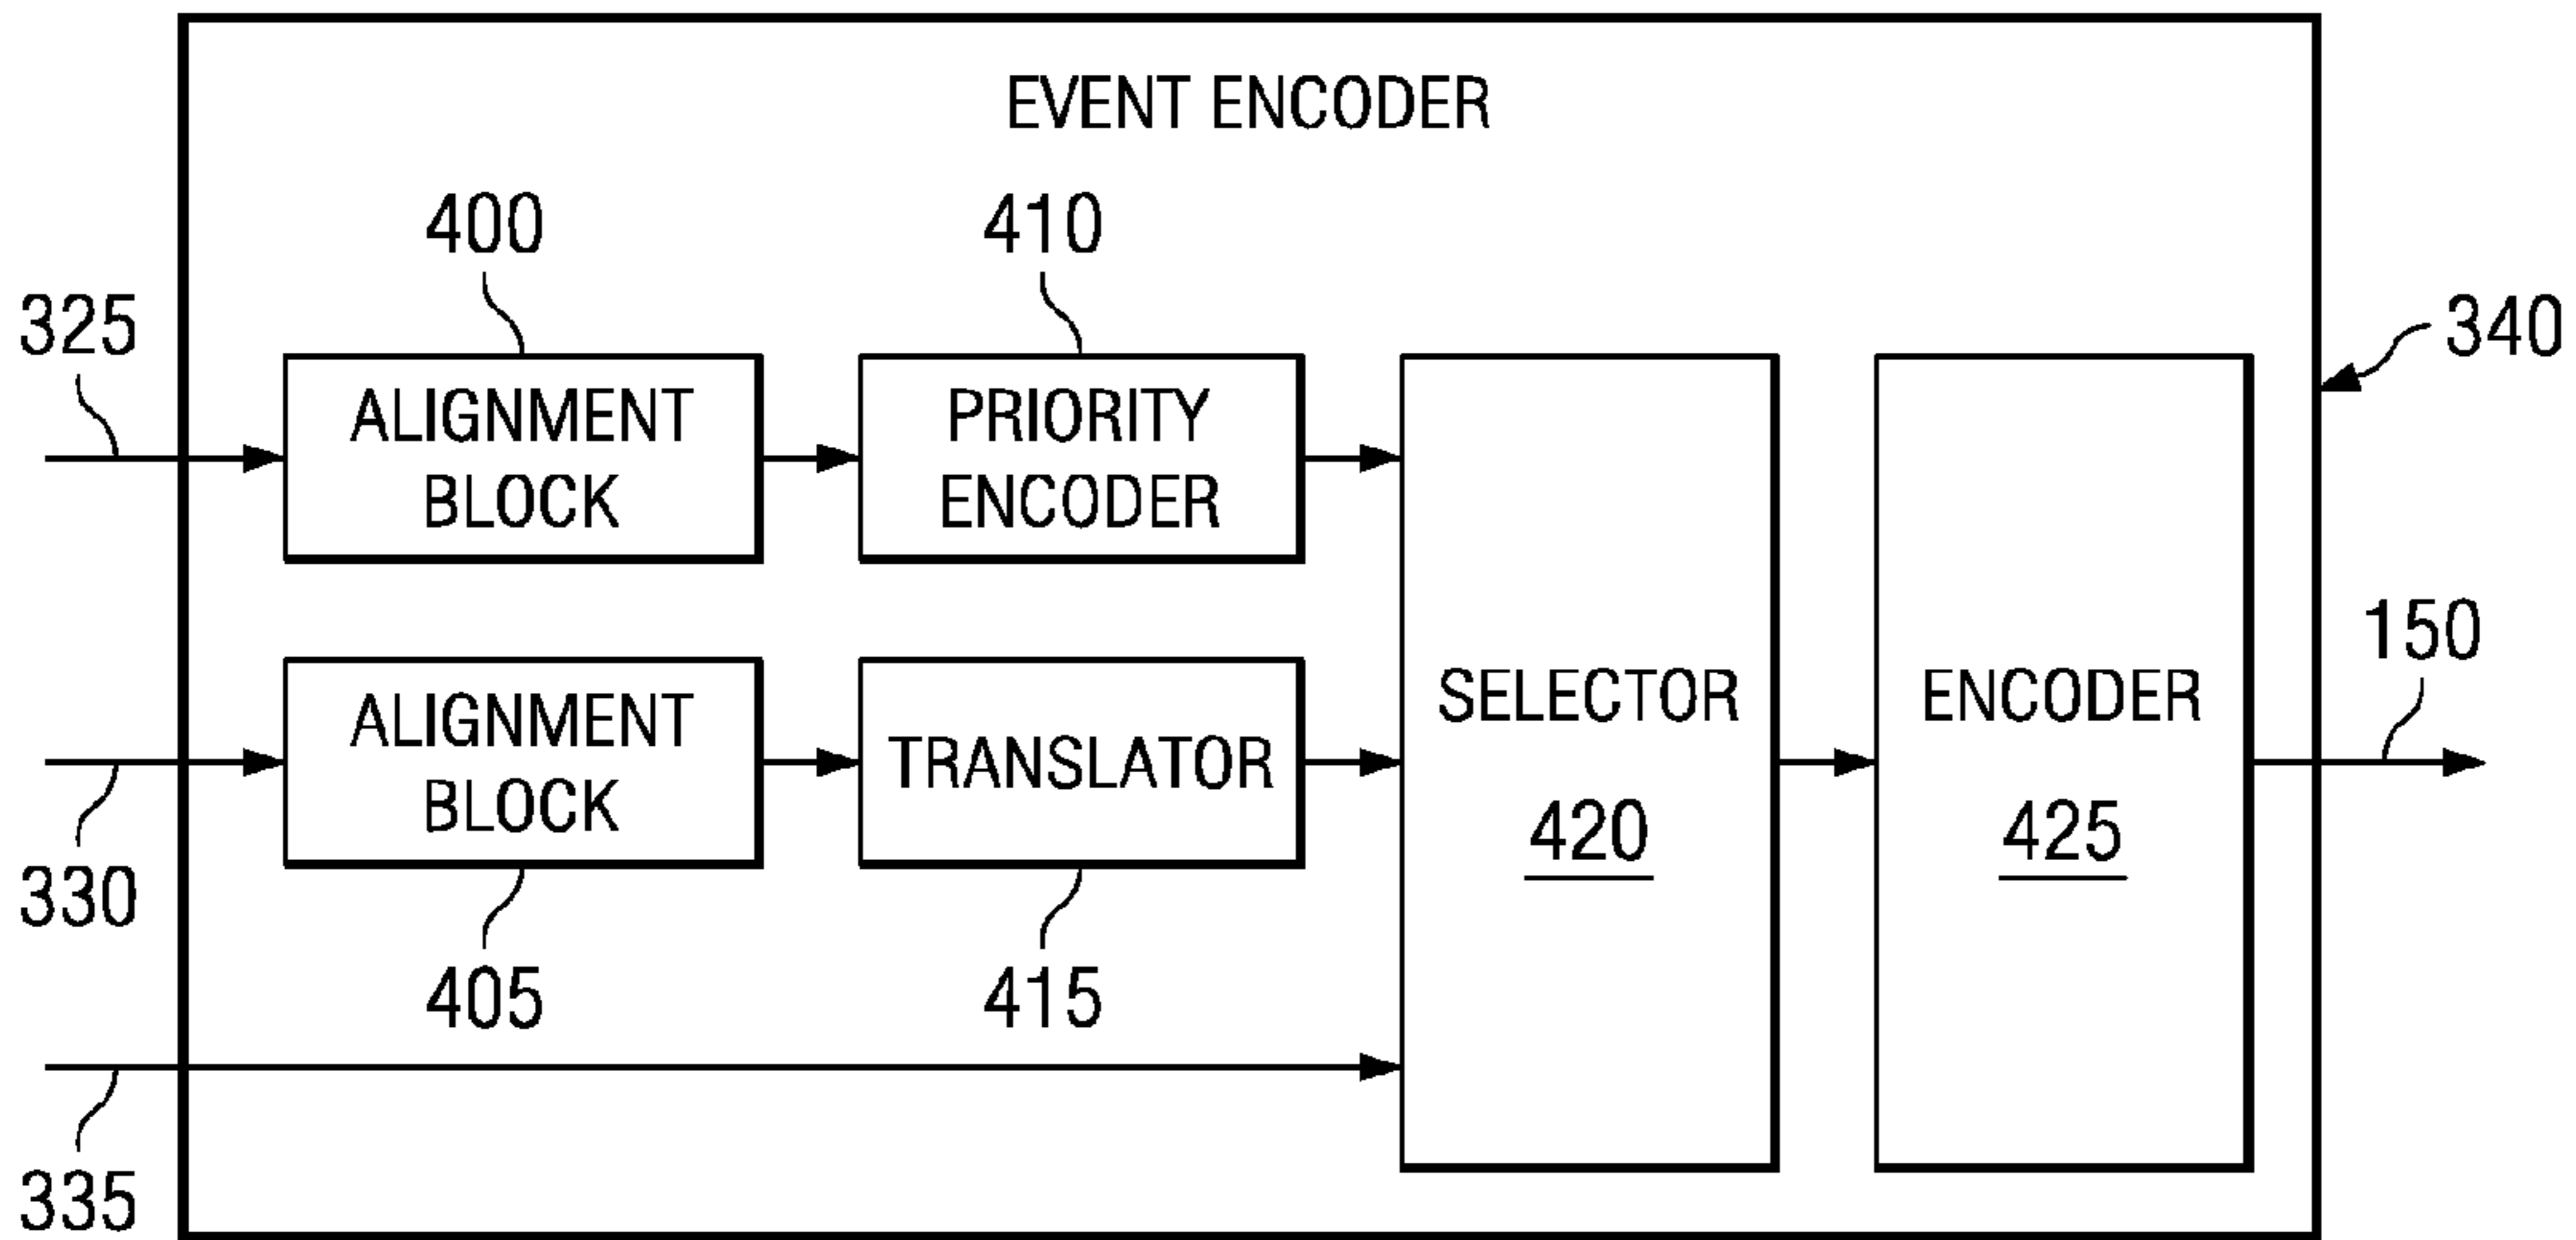 EVENT ENCODER
400
410
325
340
ALIGNMENT
BLOCK
PRIORITY
ENCODER
150
SELECTOR
420
ENCODER
425
ALIGNMENT
BLOCK
TRANSLATOR
330
405
415
335